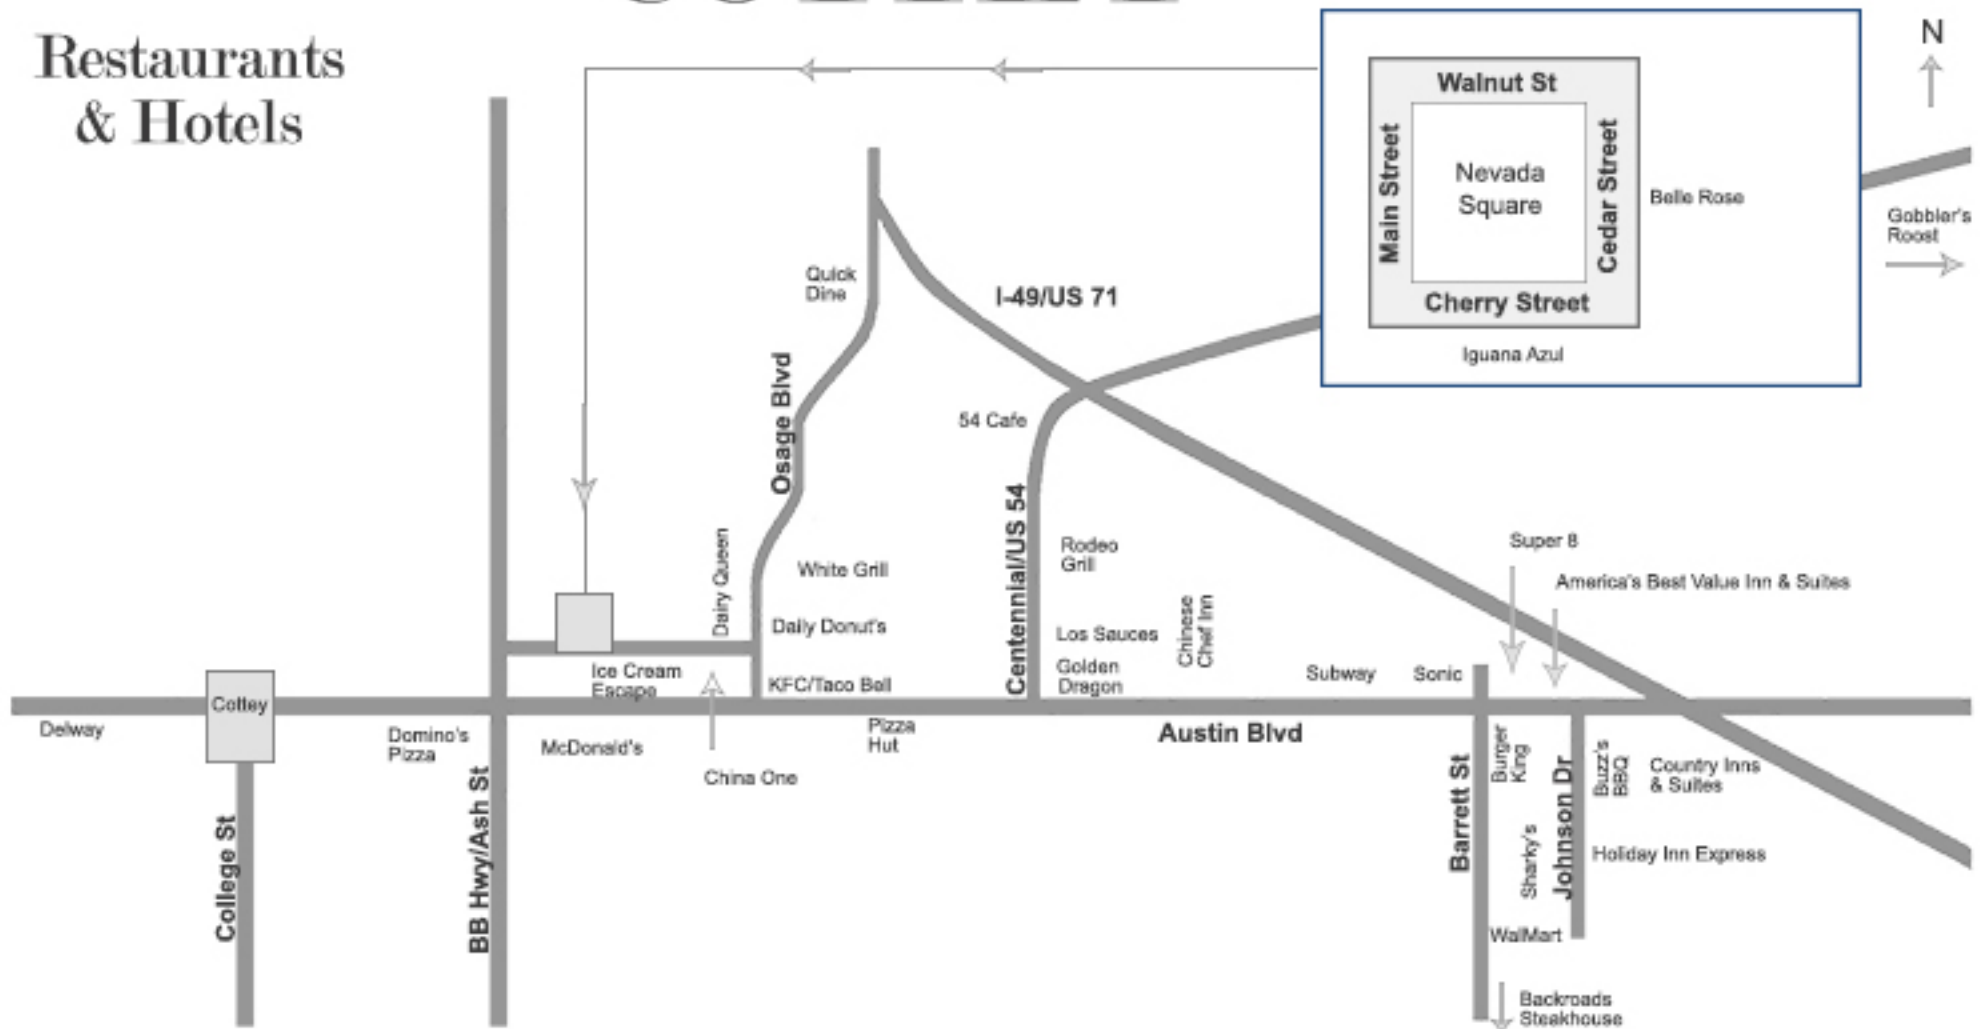 Restaurants
& Hotels
N
Walnut St
Main Street
Nevada
Square
Cedar Street
Cherry Street
Belle Rose
Iguana Azul
Gobbler's
Roost
Quick
Dine
I-49/US 71
Osage Blvd
54 Cafe
Centennial/US 54
Dairy Queen
White Grill
Daily Donut's
KFC/Taco Bell
Ice Cream
Escape
Rodeo
Grill
Los Sauces
Golden
Dragon
Chinese
Chef Inn
Super 8
America's Best Value Inn & Suites
Subway
Sonic
Cottey
Delway
Domino's
Pizza
McDonald's
China One
Pizza
Hut
Austin Blvd
College St
BB Hwy/Ash St
Barrett St
Burger
King
Sharky's
Johnson Dr
Buzz's
BBQ
Country Inns
& Suites
Holiday Inn Express
WalMart
Backroads
Steakhouse